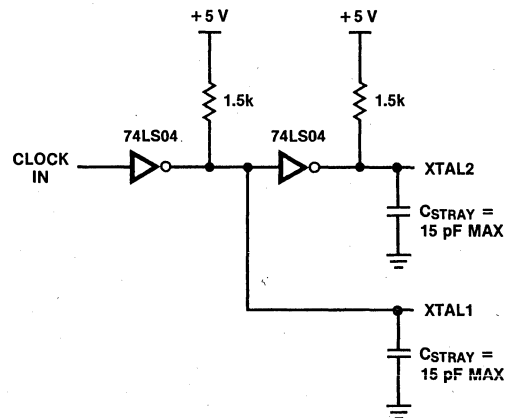 +5 V
+5 V
1.5k
1.5k
74LS04
74LS04
CLOCK
IN
XTAL2
CSTRAY =
15 pF MAX
XTAL1
CSTRAY =
15 pF MAX